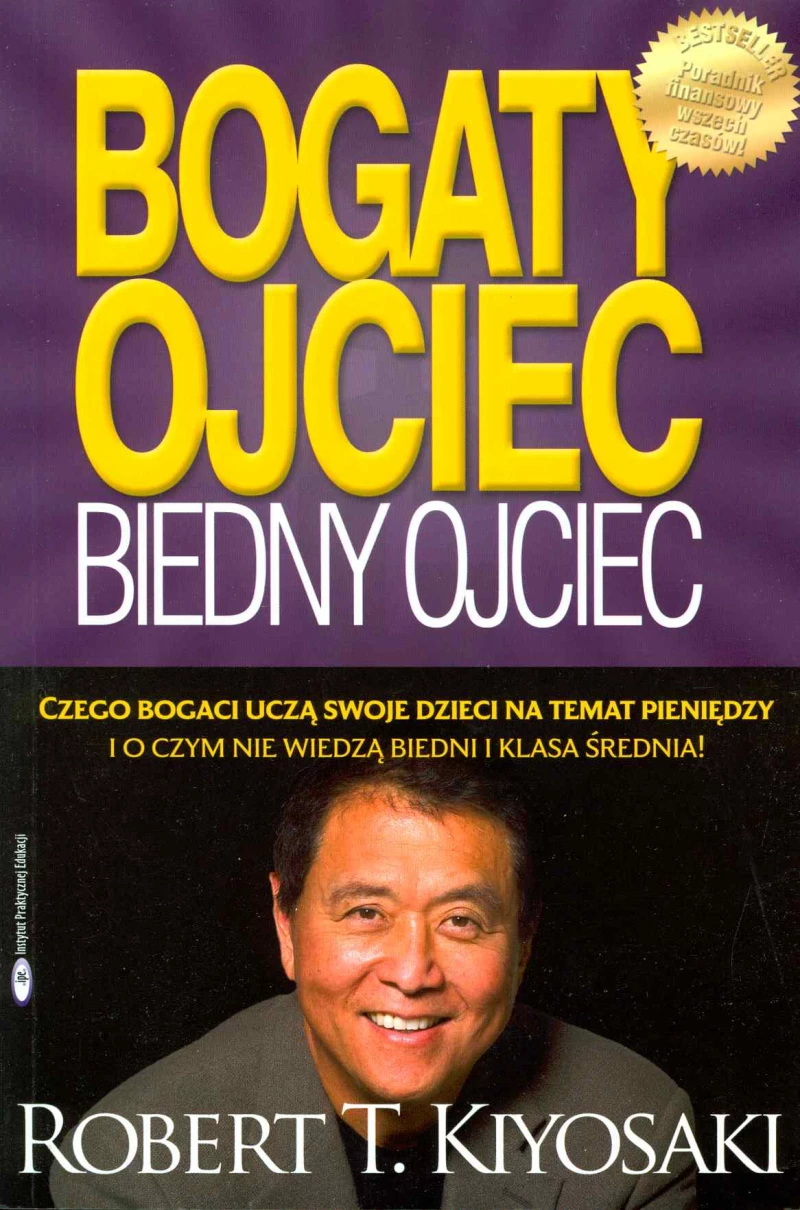 BESTSELLER
Poradnik
finansowy
wszech
czasów!
BOGATY
OJCIEC
BIEDNY OJCIEC
CZEGO BOGACI UCZĄ SWOJE DZIECI NA TEMAT PIENIĘDZY
I O CZYM NIE WIEDZĄ BIEDNI I KLASA ŚREDNIA!
.ipe. Instytut Praktycznej Edukacji
ROBERT T. KIYOSAKI